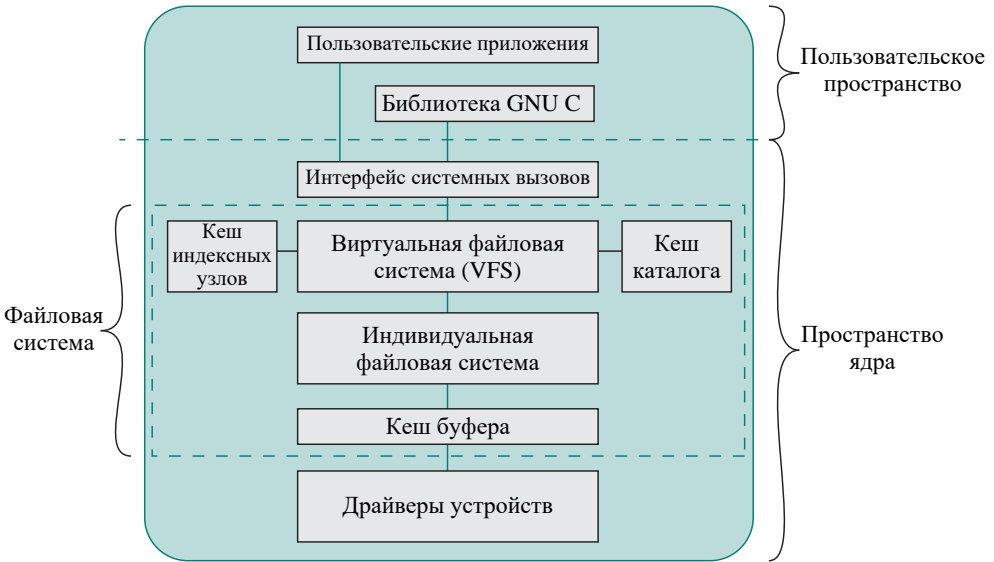 Пользовательские приложения
Библиотека GNU C
Пользовательское
пространство
Интерфейс системных вызовов
Кеш
индексных
узлов
Виртуальная файловая
система (VFS)
Кеш
каталога
Файловая
система
Индивидуальная
файловая система
Пространство
ядра
Кеш буфера
Драйверы устройств